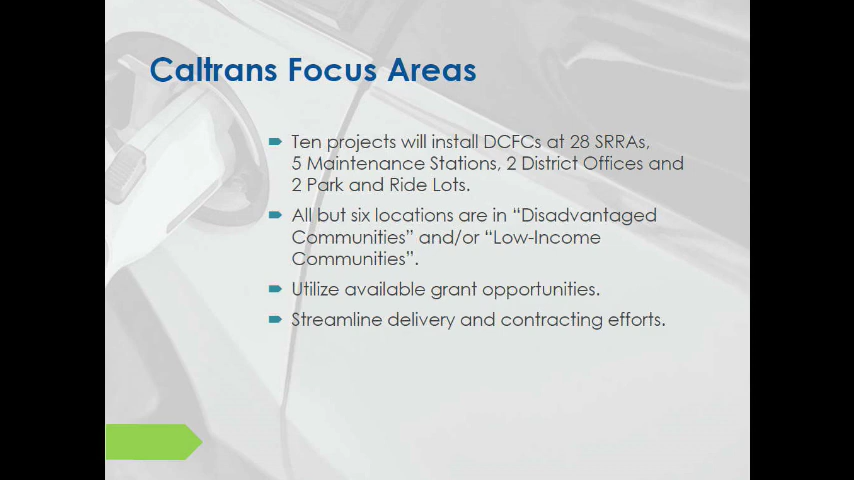 Caltrans Focus Areas
Ten projects will install DCFCs at 28 SRRAs,
5 Maintenance Stations, 2 District Offices and
2 Park and Ride Lots.
All but six locations are in “Disadvantaged
Communities” and/or “Low-Income
Communities”.
Utilize available grant opportunities.
Streamline delivery and contracting efforts.